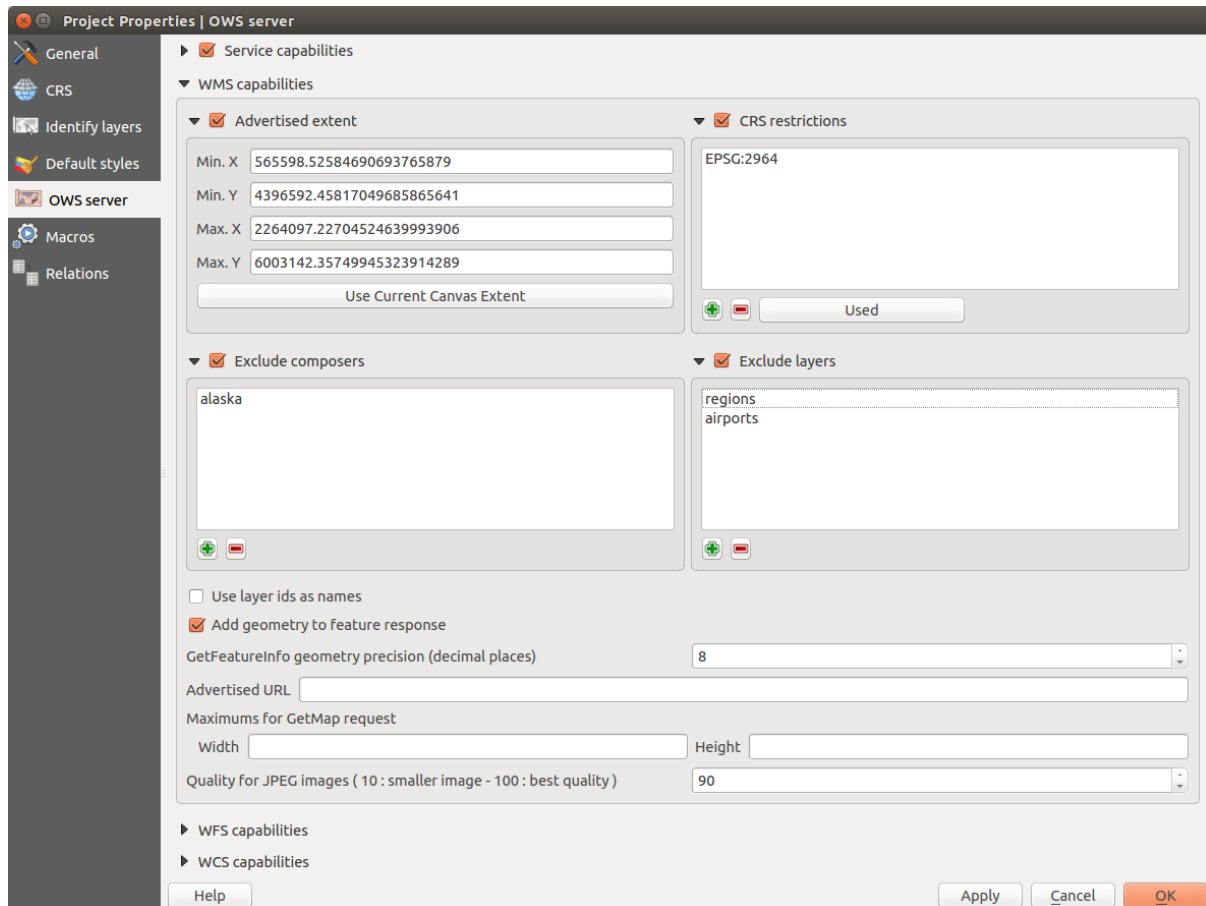 Project Properties | OWS server
General
CRS
Identify layers
Default styles
OWS server
Macros
Relations
Service capabilities
WMS capabilities
Advertised extent
Min. X 565598.52584690693765879
Min. Y 4396592.45817049685865641
Max. X 2264097.22704524639993906
Max. Y 6003142.35749945323914289
Use Current Canvas Extent
CRS restrictions
EPSG:2964
Used
Exclude composers
alaska
Exclude layers
regions
airports
Use layer ids as names
Add geometry to feature response
GetFeatureInfo geometry precision (decimal places) 8
Advertised URL
Maximums for GetMap request
Width Height
Quality for JPEG images ( 10 : smaller image - 100 : best quality ) 90
WFS capabilities
WCS capabilities
Help Apply Cancel OK